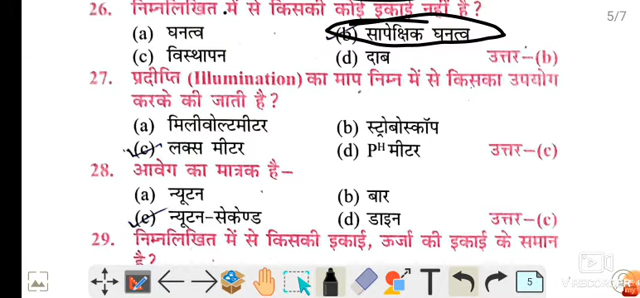 26. निम्नलिखित में से किसकी कोई इकाई नहीं है?
5/7
(a) घनत्व (b) सापेक्षिक घनत्व
(c) विस्थापन (d) दाब उत्तर–(b)
27. प्रदीप्ति (Illumination) का माप निम्न में से किसका उपयोग
करके की जाती है?
(a) मिलीवोल्टमीटर (b) स्ट्रोबोस्कॉप
(c) लक्स मीटर (d) Pᴴ मीटर उत्तर–(c)
28. आवेग का मात्रक है–
(a) न्यूटन (b) बार
(c) न्यूटन–सेकेण्ड (d) डाइन उत्तर–(c)
29. निम्नलिखित में से किसकी इकाई, ऊर्जा की इकाई के समान
है?
T 5